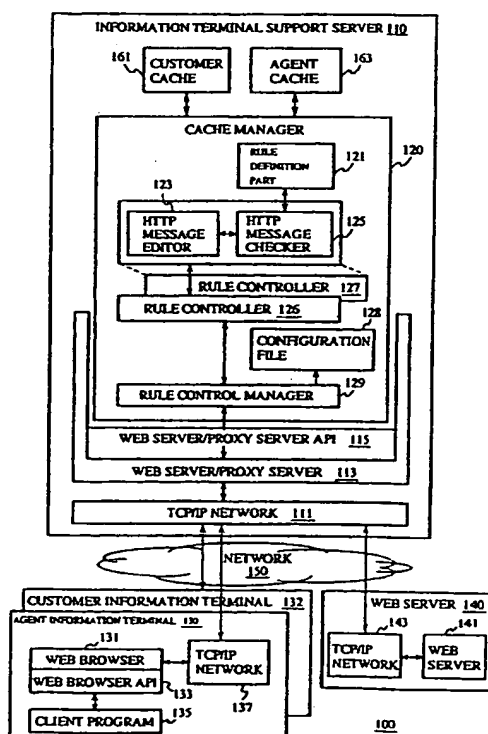 INFORMATION TERMINAL SUPPORT SERVER 110
161
CUSTOMER
CACHE
AGENT
CACHE
163
CACHE MANAGER
120
RULE
DEFINITION
PART
121
123
HTTP
MESSAGE
EDITOR
HTTP
MESSAGE
CHECKER
125
RULE CONTROLLER 127
RULE CONTROLLER 126
128
CONFIGURATION
FILE
RULE CONTROL MANAGER
129
WEB SERVER/PROXY SERVER API 115
WEB SERVER/PROXY SERVER 113
TCP/IP NETWORK 111
NETWORK
150
CUSTOMER INFORMATION TERMINAL 132
AGENT INFORMATION TERMINAL 130
131
WEB BROWSER
WEB BROWSER API
133
CLIENT PROGRAM
135
TCP/IP
NETWORK
137
WEB SERVER 140
143
TCP/IP
NETWORK
141
WEB
SERVER
100